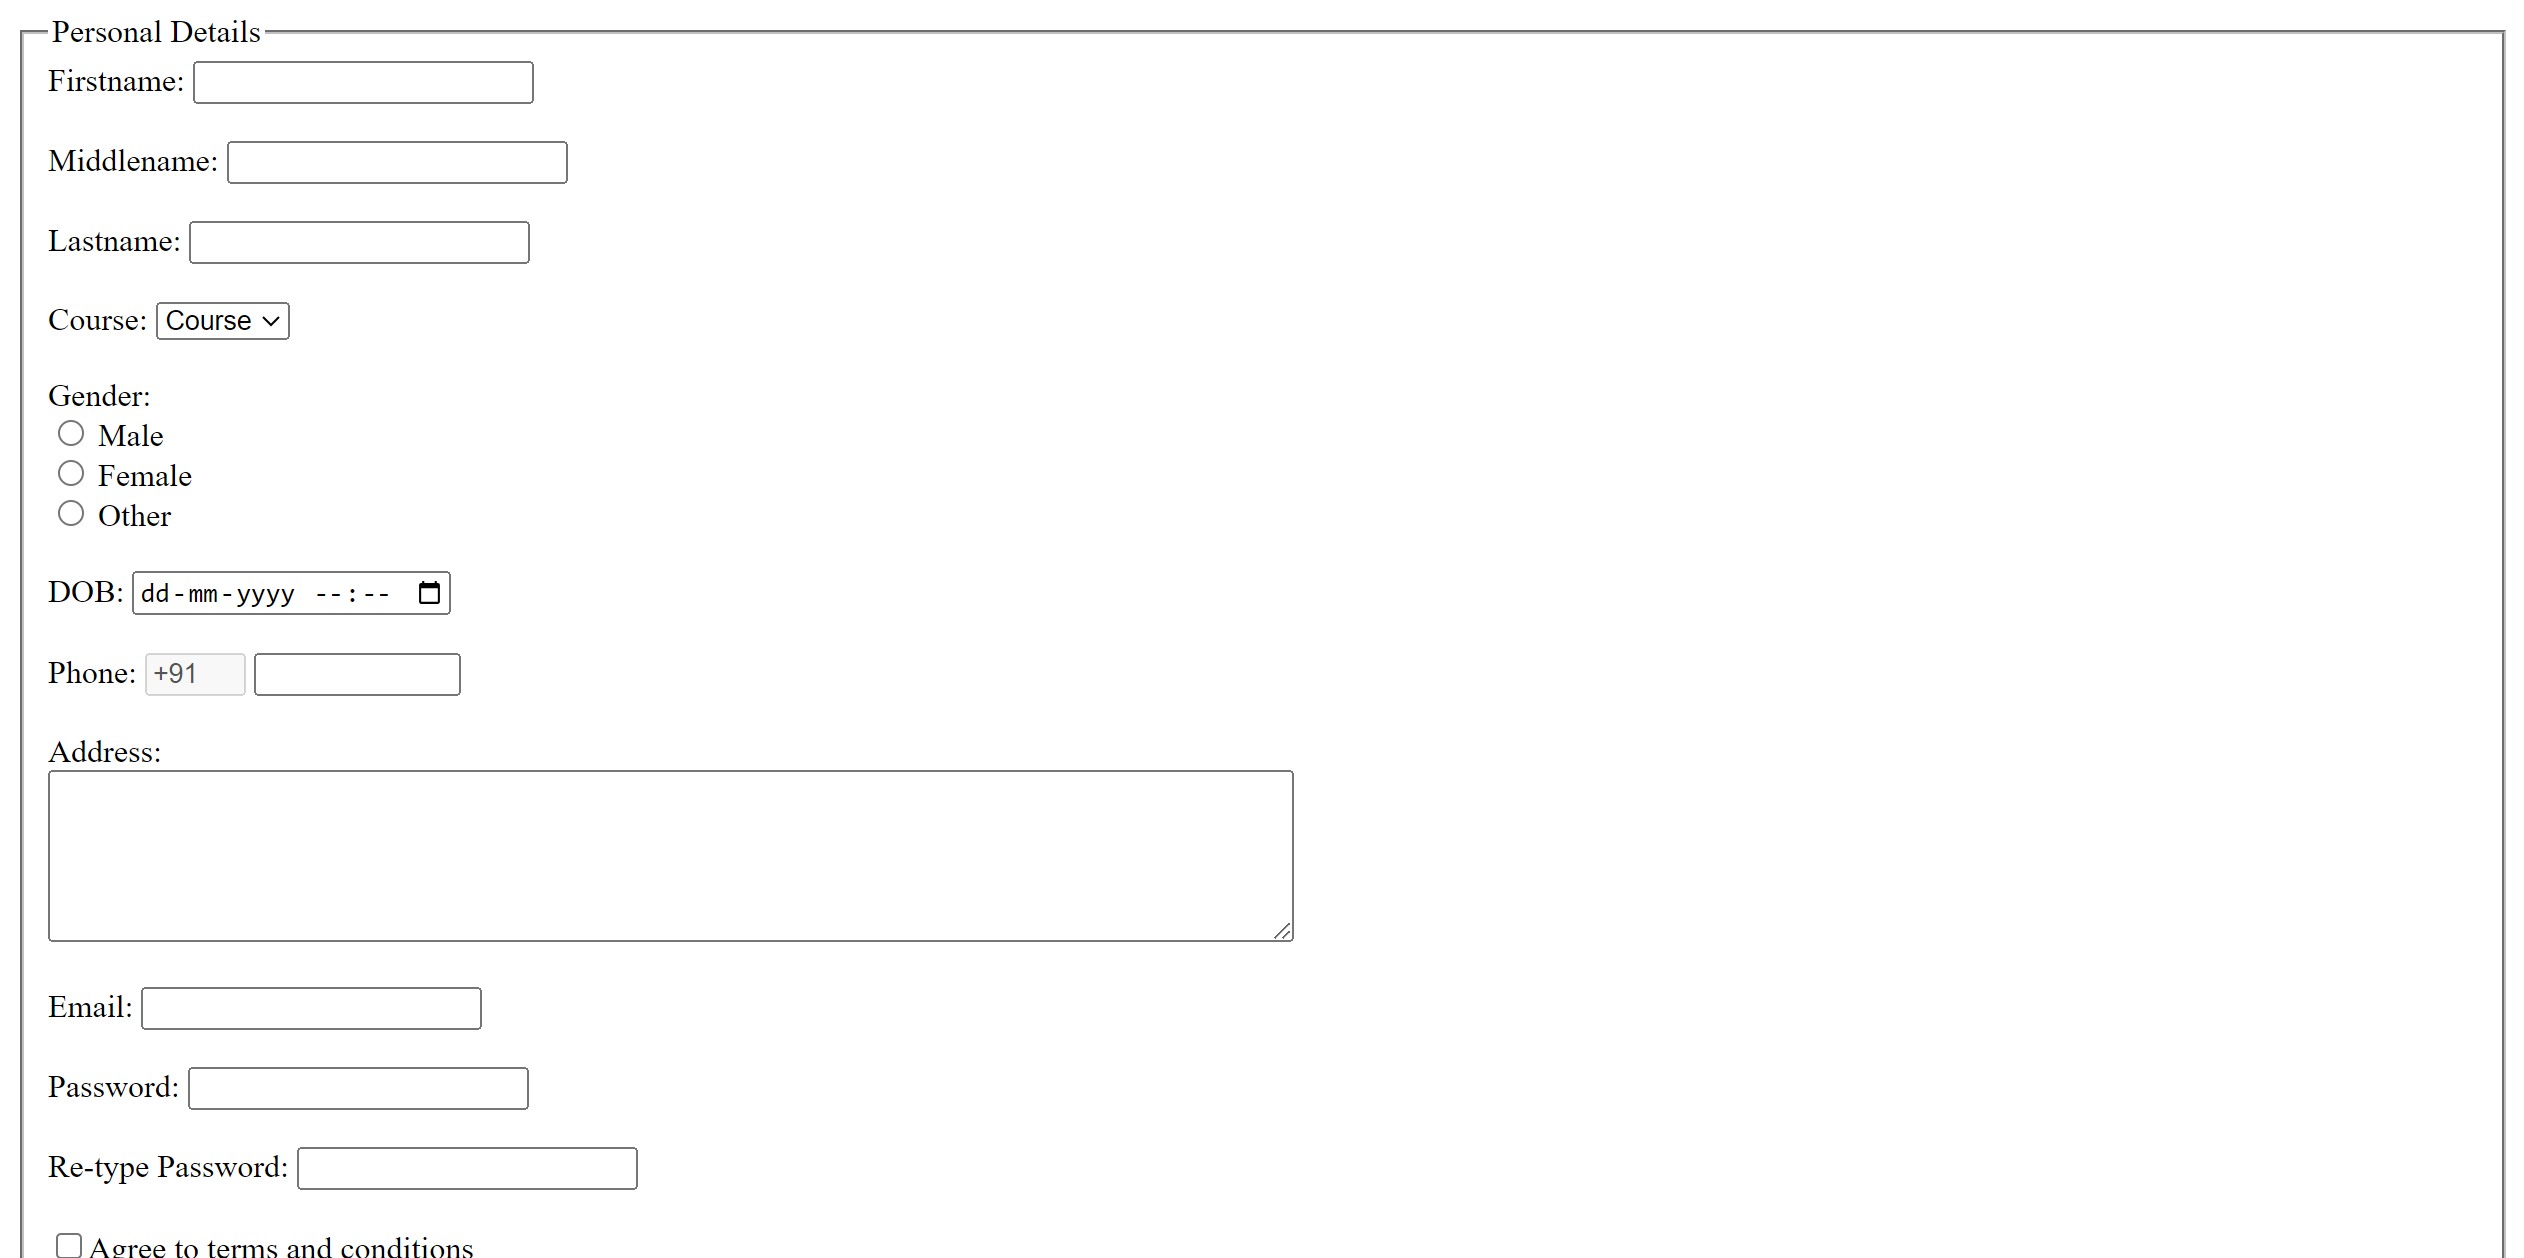 Personal Details
Firstname:
Middlename:
Lastname:
Course: Course
Gender:
Male
Female
Other
DOB: dd-mm-yyyy --:--
Phone: +91
Address:
Email:
Password:
Re-type Password:
Agree to terms and conditions